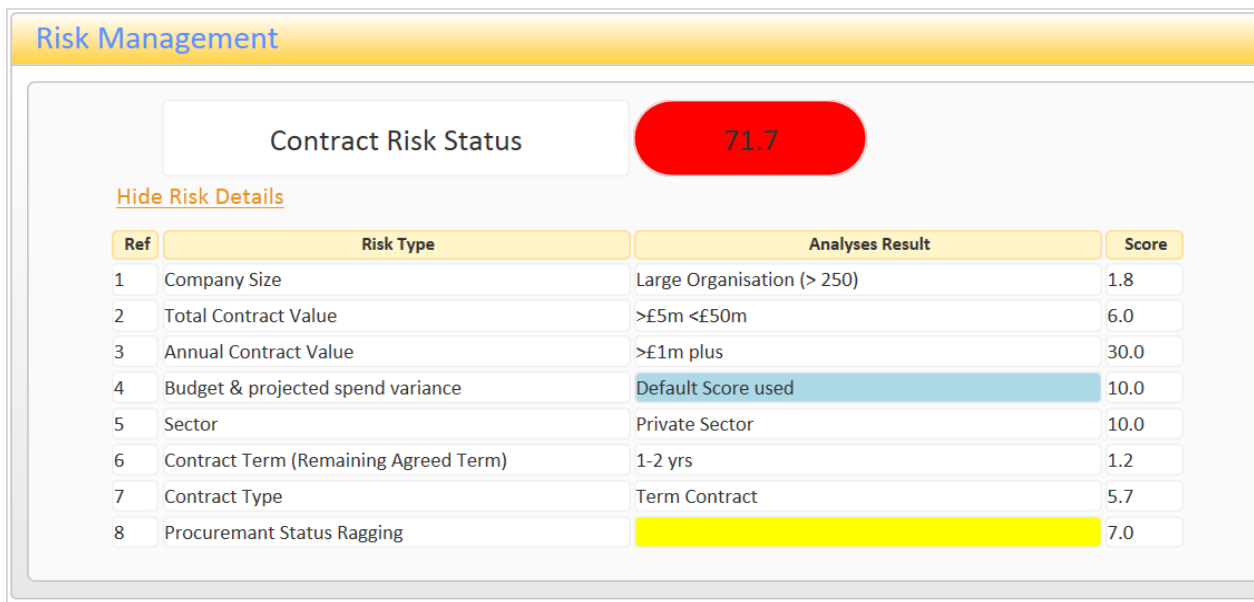 Risk Management
Contract Risk Status 71.7
Hide Risk Details
Ref Risk Type Analyses Result Score
1 Company Size Large Organisation (> 250) 1.8
2 Total Contract Value >£5m <£50m 6.0
3 Annual Contract Value >£1m plus 30.0
4 Budget & projected spend variance Default Score used 10.0
5 Sector Private Sector 10.0
6 Contract Term (Remaining Agreed Term) 1-2 yrs 1.2
7 Contract Type Term Contract 5.7
8 Procuremant Status Ragging 7.0